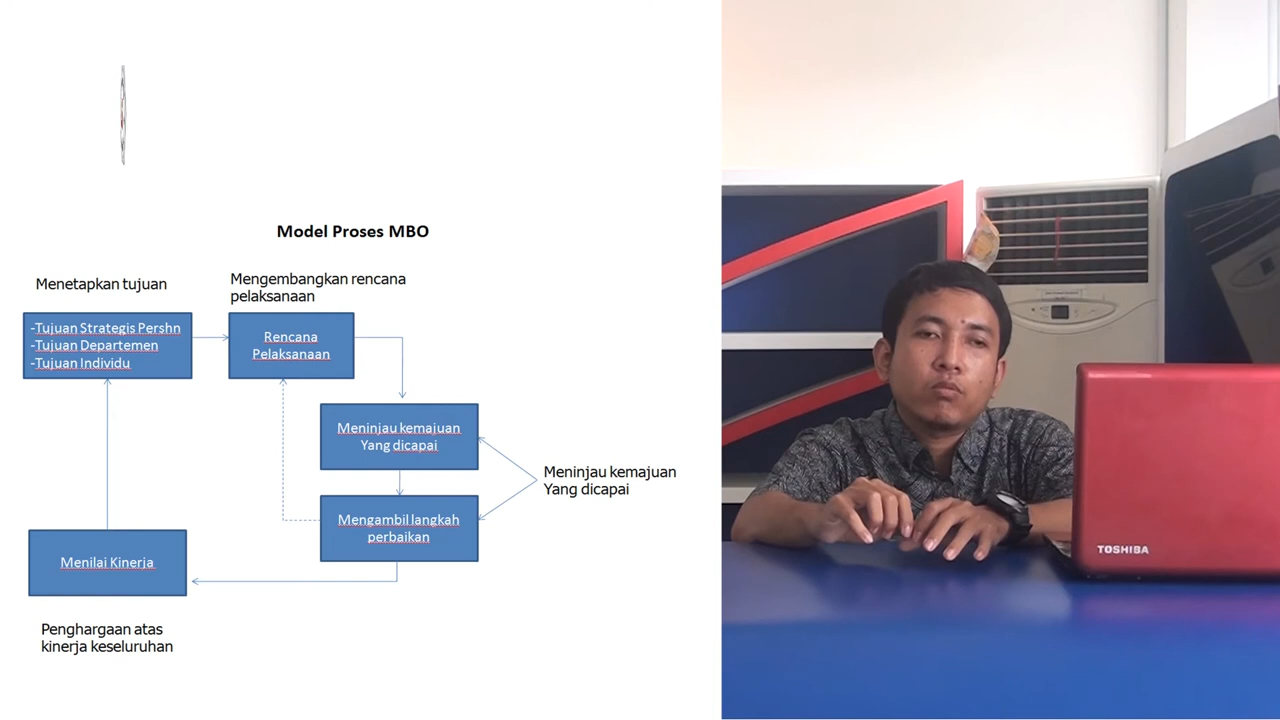 Model Proses MBO
Menetapkan tujuan
Mengembangkan rencana
pelaksanaan
-Tujuan Strategis Pershn
-Tujuan Departemen
-Tujuan Individu
Rencana
Pelaksanaan
Meninjau kemajuan
Yang dicapai
Meninjau kemajuan
Yang dicapai
Mengambil langkah
perbaikan
Menilai Kinerja
Penghargaan atas
kinerja keseluruhan
TOSHIBA